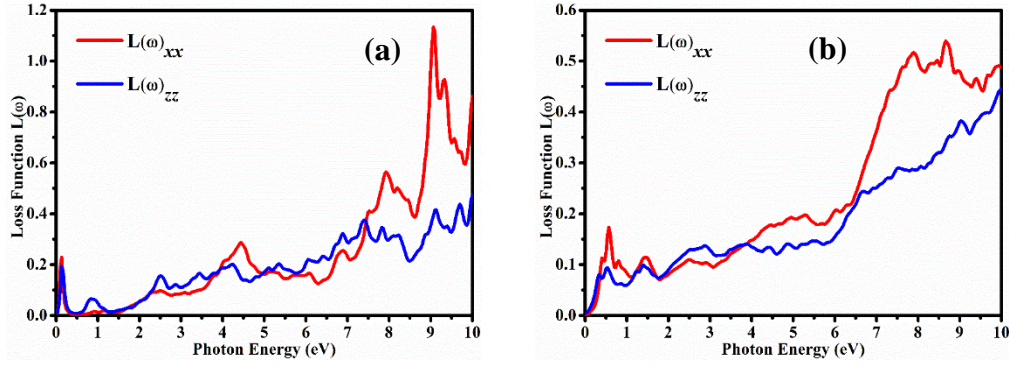 1.2
1.0
0.8
0.6
0.4
0.2
0.0
Loss Function L(ω)
L(ω)xx
L(ω)zz
(a)
0 1 2 3 4 5 6 7 8 9 10
Photon Energy (eV)
0.6
0.5
0.4
0.3
0.2
0.1
0.0
Loss Function L(ω)
L(ω)xx
L(ω)zz
(b)
0 1 2 3 4 5 6 7 8 9 10
Photon Energy (eV)